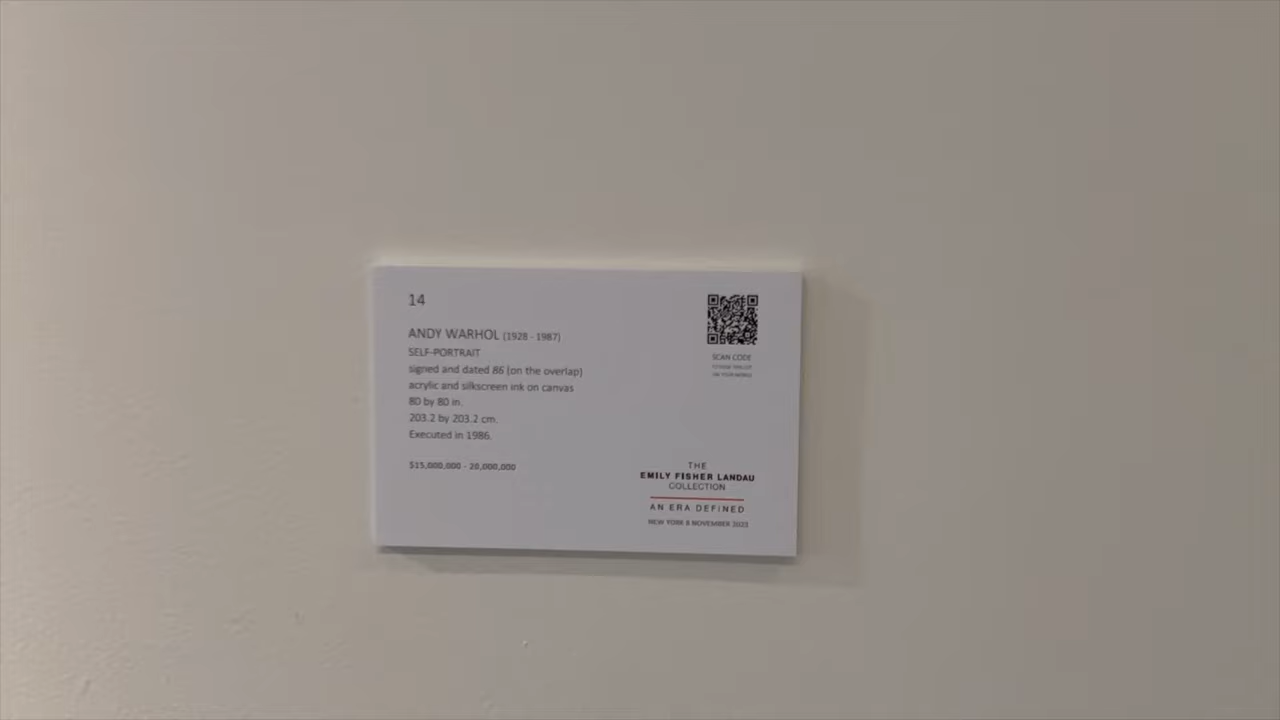 14
ANDY WARHOL (1928 - 1987)
SELF-PORTRAIT
signed and dated 86 (on the overlap)
acrylic and silkscreen ink on canvas
80 by 80 in.
203.2 by 203.2 cm.
Executed in 1986.
$15,000,000 - 20,000,000
SCAN CODE
THE
EMILY FISHER LANDAU
COLLECTION
AN ERA DEFINED
NEW YORK 8 NOVEMBER 2023